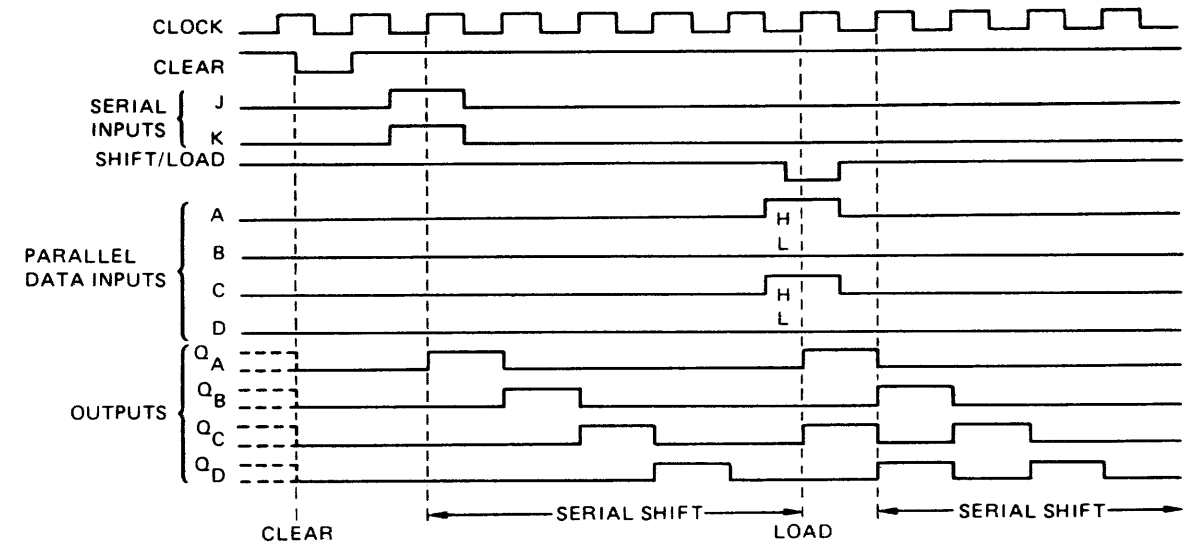 CLOCK
CLEAR
SERIAL
INPUTS
J
K
SHIFT/LOAD
PARALLEL
DATA INPUTS
A
H
B
L
C
H
D
L
OUTPUTS
QA
QB
QC
QD
CLEAR
SERIAL SHIFT
LOAD
SERIAL SHIFT